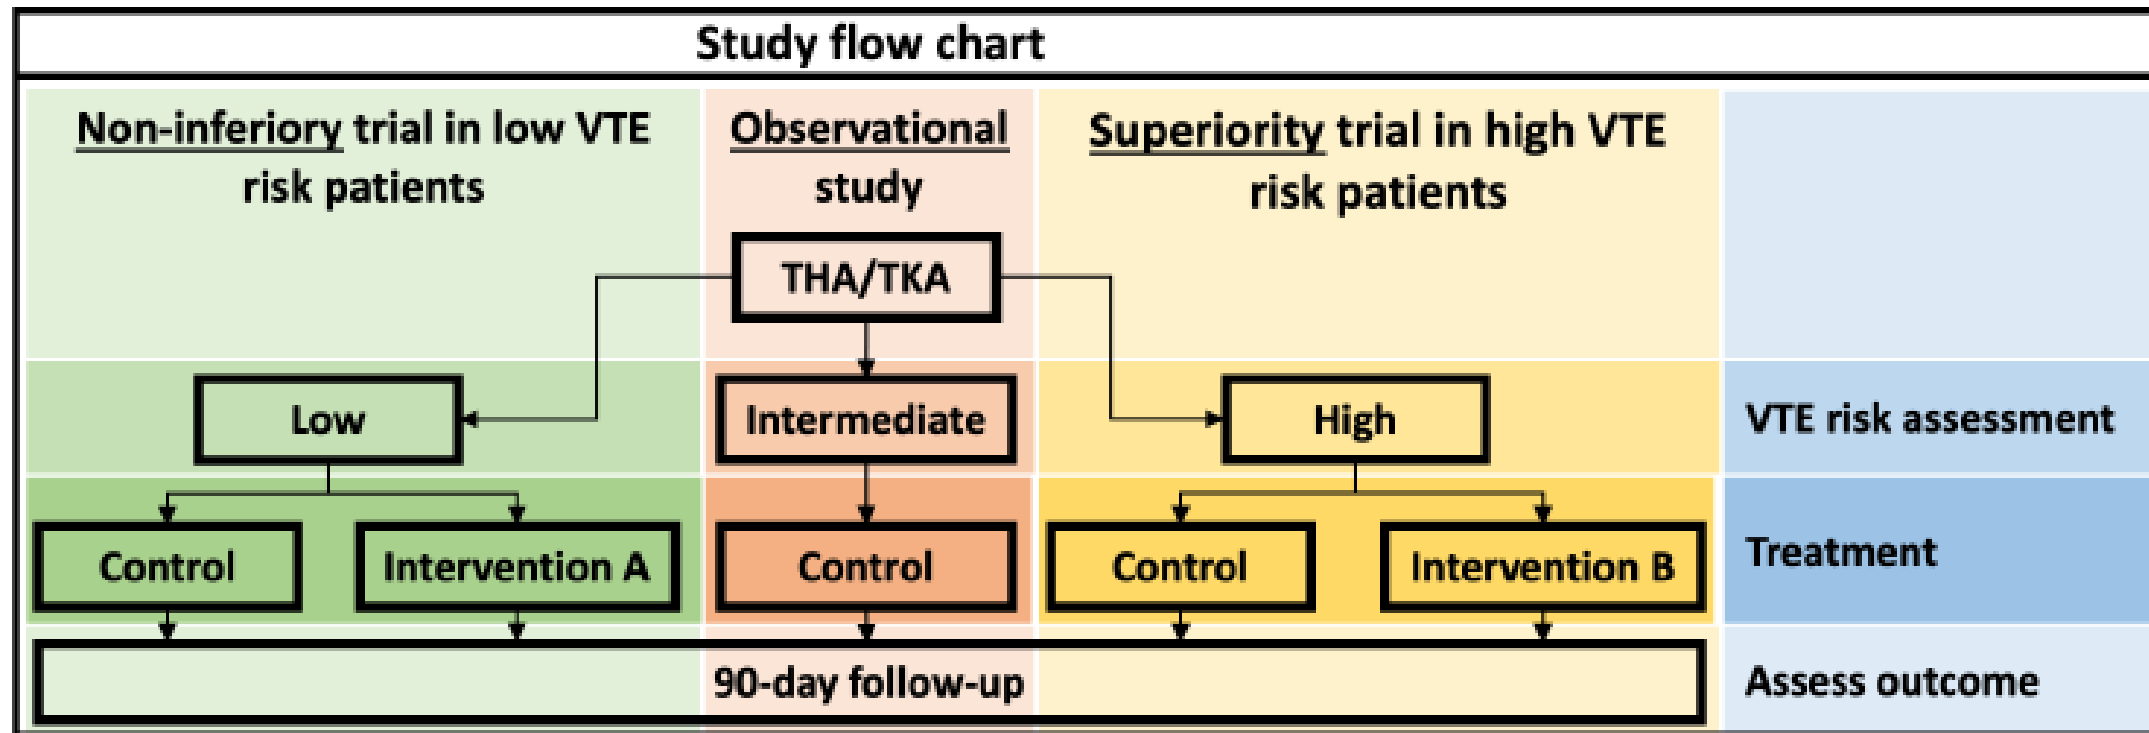 Study flow chart
Non-inferiory trial in low VTE
risk patients
Observational
study
Superiority trial in high VTE
risk patients
THA/TKA
Low
Intermediate
High
VTE risk assessment
Control
Intervention A
Control
Control
Intervention B
Treatment
90-day follow-up
Assess outcome